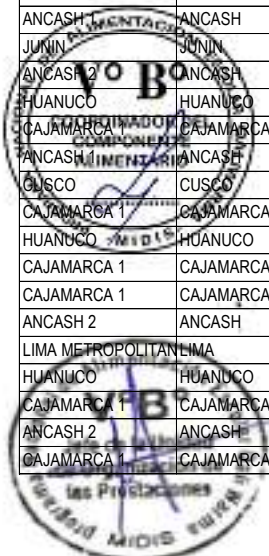 ANCASH 1 ANCASH
JUNIN JUNIN
ANCASH 2 ANCASH
HUANUCO HUANUCO
CAJAMARCA 1 CAJAMARCA
ANCASH 1 ANCASH
CUSCO CUSCO
CAJAMARCA 1 CAJAMARCA
HUANUCO HUANUCO
CAJAMARCA 1 CAJAMARCA
CAJAMARCA 1 CAJAMARCA
ANCASH 2 ANCASH
LIMA METROPOLITAN LIMA
HUANUCO HUANUCO
CAJAMARCA 1 CAJAMARCA
ANCASH 2 ANCASH
CAJAMARCA 1 CAJAMARCA
V° B°
COORDINADOR DEL
COMPONENTE
ALIMENTARIO
MIDIS
V° B°
las Prestaciones
MIDIS